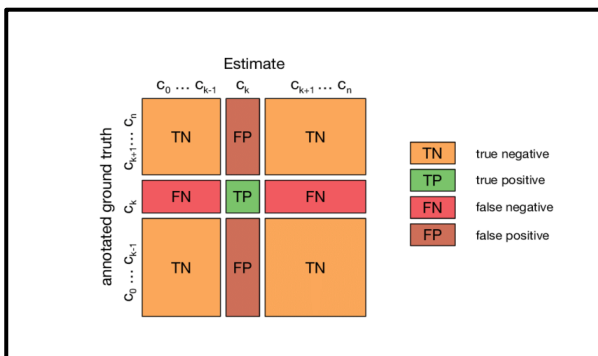 Estimate
c0 ... ck-1 ck ck+1 ... cn
annotated ground truth
ck+1... cn
ck
c0 ... ck-1
TN FP TN
FN TP FN
TN FP TN
TN true negative
TP true positive
FN false negative
FP false positive